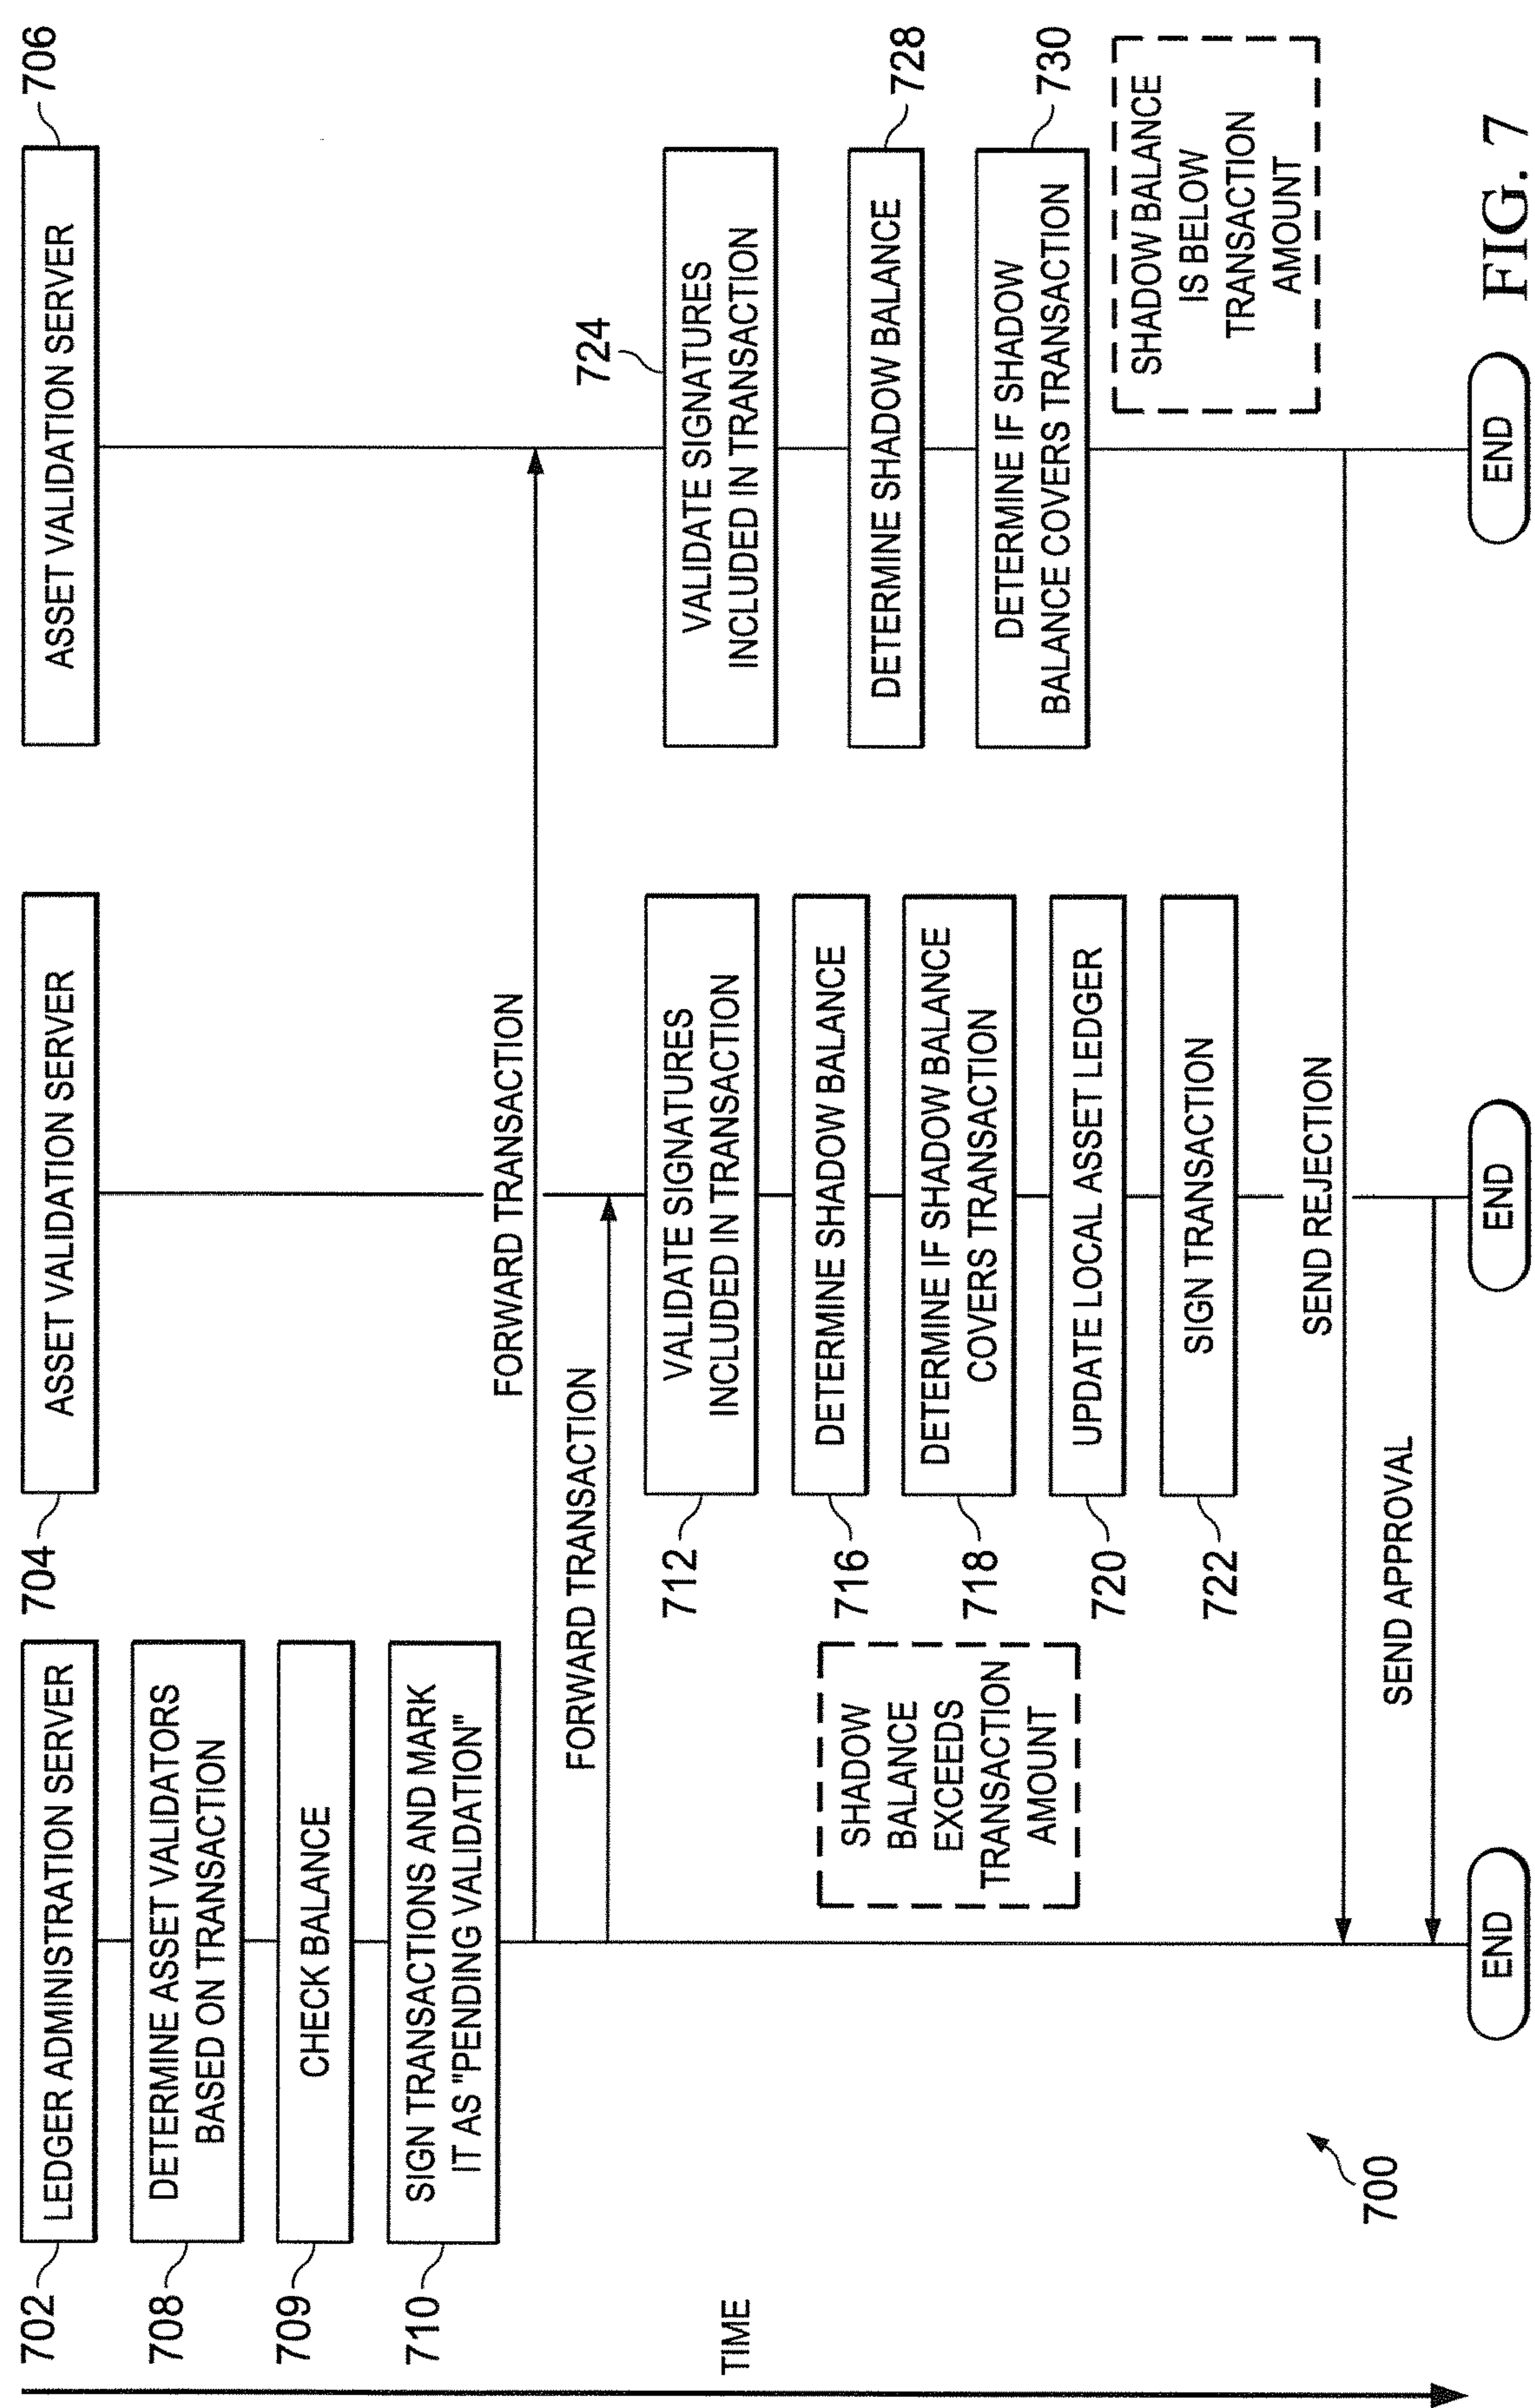 702
LEDGER ADMINISTRATION SERVER
704
ASSET VALIDATION SERVER
706
ASSET VALIDATION SERVER
708
DETERMINE ASSET VALIDATORS
BASED ON TRANSACTION
709
CHECK BALANCE
710
SIGN TRANSACTIONS AND MARK
IT AS "PENDING VALIDATION"
FORWARD TRANSACTION
FORWARD TRANSACTION
TIME
712
VALIDATE SIGNATURES
INCLUDED IN TRANSACTION
724
VALIDATE SIGNATURES
INCLUDED IN TRANSACTION
716
DETERMINE SHADOW BALANCE
728
DETERMINE SHADOW BALANCE
SHADOW
BALANCE
EXCEEDS
TRANSACTION
AMOUNT
718
DETERMINE IF SHADOW BALANCE
COVERS TRANSACTION
730
DETERMINE IF SHADOW
BALANCE COVERS TRANSACTION
720
UPDATE LOCAL ASSET LEDGER
722
SIGN TRANSACTION
SHADOW BALANCE
IS BELOW
TRANSACTION
AMOUNT
SEND REJECTION
SEND APPROVAL
700
END
END
END
FIG. 7